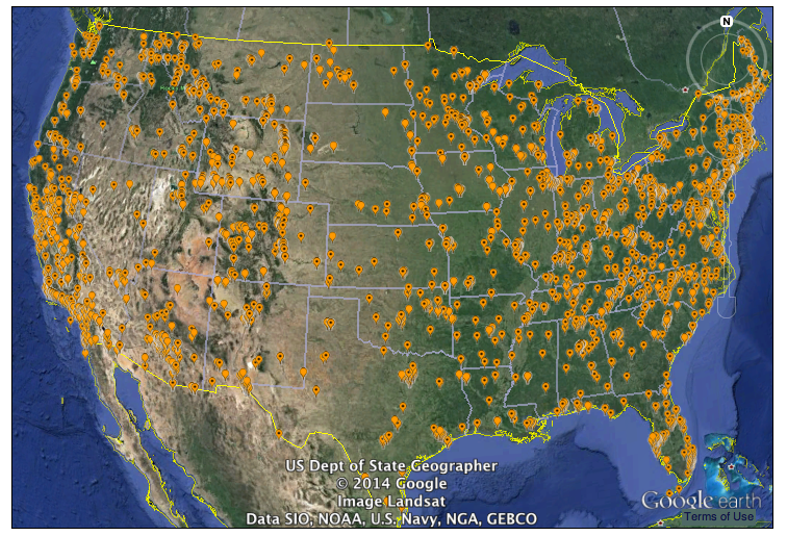 N
US Dept of State Geographer
© 2014 Google
Image Landsat
Data SIO, NOAA, U.S. Navy, NGA, GEBCO
Google earth
Terms of Use